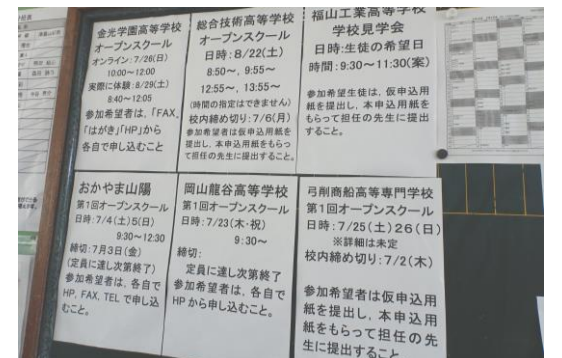 金光学園高等学校
オープンスクール
オンライン:7/26(日)
10:00～12:00
実際に体験:8/29(土)
8:40～12:05
参加希望者は、「FAX、
「はがき」「HP」から
各自で申し込むこと
総合技術高等学校
オープンスクール
日時:8/22(土)
8:50～, 9:55～
12:55～, 13:55～
(時間の指定はできません)
校内締め切り:7/6(月)
参加希望者は仮申込用紙を
提出し、本申込用紙をもらっ
て担任の先生に提出すること。
福山工業高等学校
学校見学会
日時:生徒の希望日
時間:9:30～11:30(案)
参加希望生徒は、仮申込用
紙を提出し、本申込用紙を
もらって担任の先生に提出
すること。
おかやま山陽
第1回オープンスクール
日時:7/4(土)5(日)
9:30～12:30
締切:7月3日(金)
(定員に達し次第終了)
参加希望者は、各自で
HP, FAX, TEL で申し込
むこと。
岡山龍谷高等学校
第1回オープンスクール
日時:7/23(木・祝)
9:30～
締切:
定員に達し次第終了
参加希望者は、各自で
HPから申し込むこと。
弓削商船高等専門学校
第1回オープンスクール
日時:7/25(土)26(日)
※詳細は未定
校内締め切り:7/2(木)
参加希望者は仮申込用
紙を提出し、本申込用
紙をもらって担任の先
生に提出すること